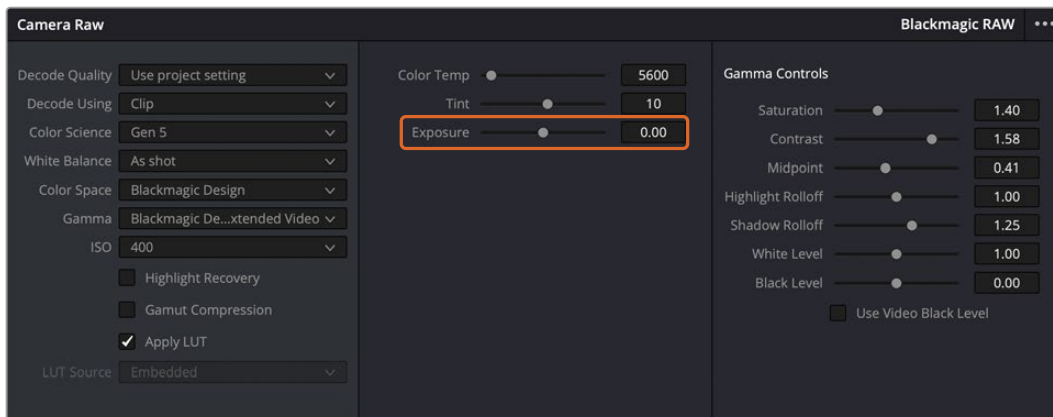 Camera Raw
Blackmagic RAW
Decode Quality Use project setting
Decode Using Clip
Color Science Gen 5
White Balance As shot
Color Space Blackmagic Design
Gamma Blackmagic De...xtended Video
ISO 400
Highlight Recovery
Gamut Compression
Apply LUT
LUT Source Embedded
Color Temp 5600
Tint 10
Exposure 0.00
Gamma Controls
Saturation 1.40
Contrast 1.58
Midpoint 0.41
Highlight Rolloff 1.00
Shadow Rolloff 1.25
White Level 1.00
Black Level 0.00
Use Video Black Level